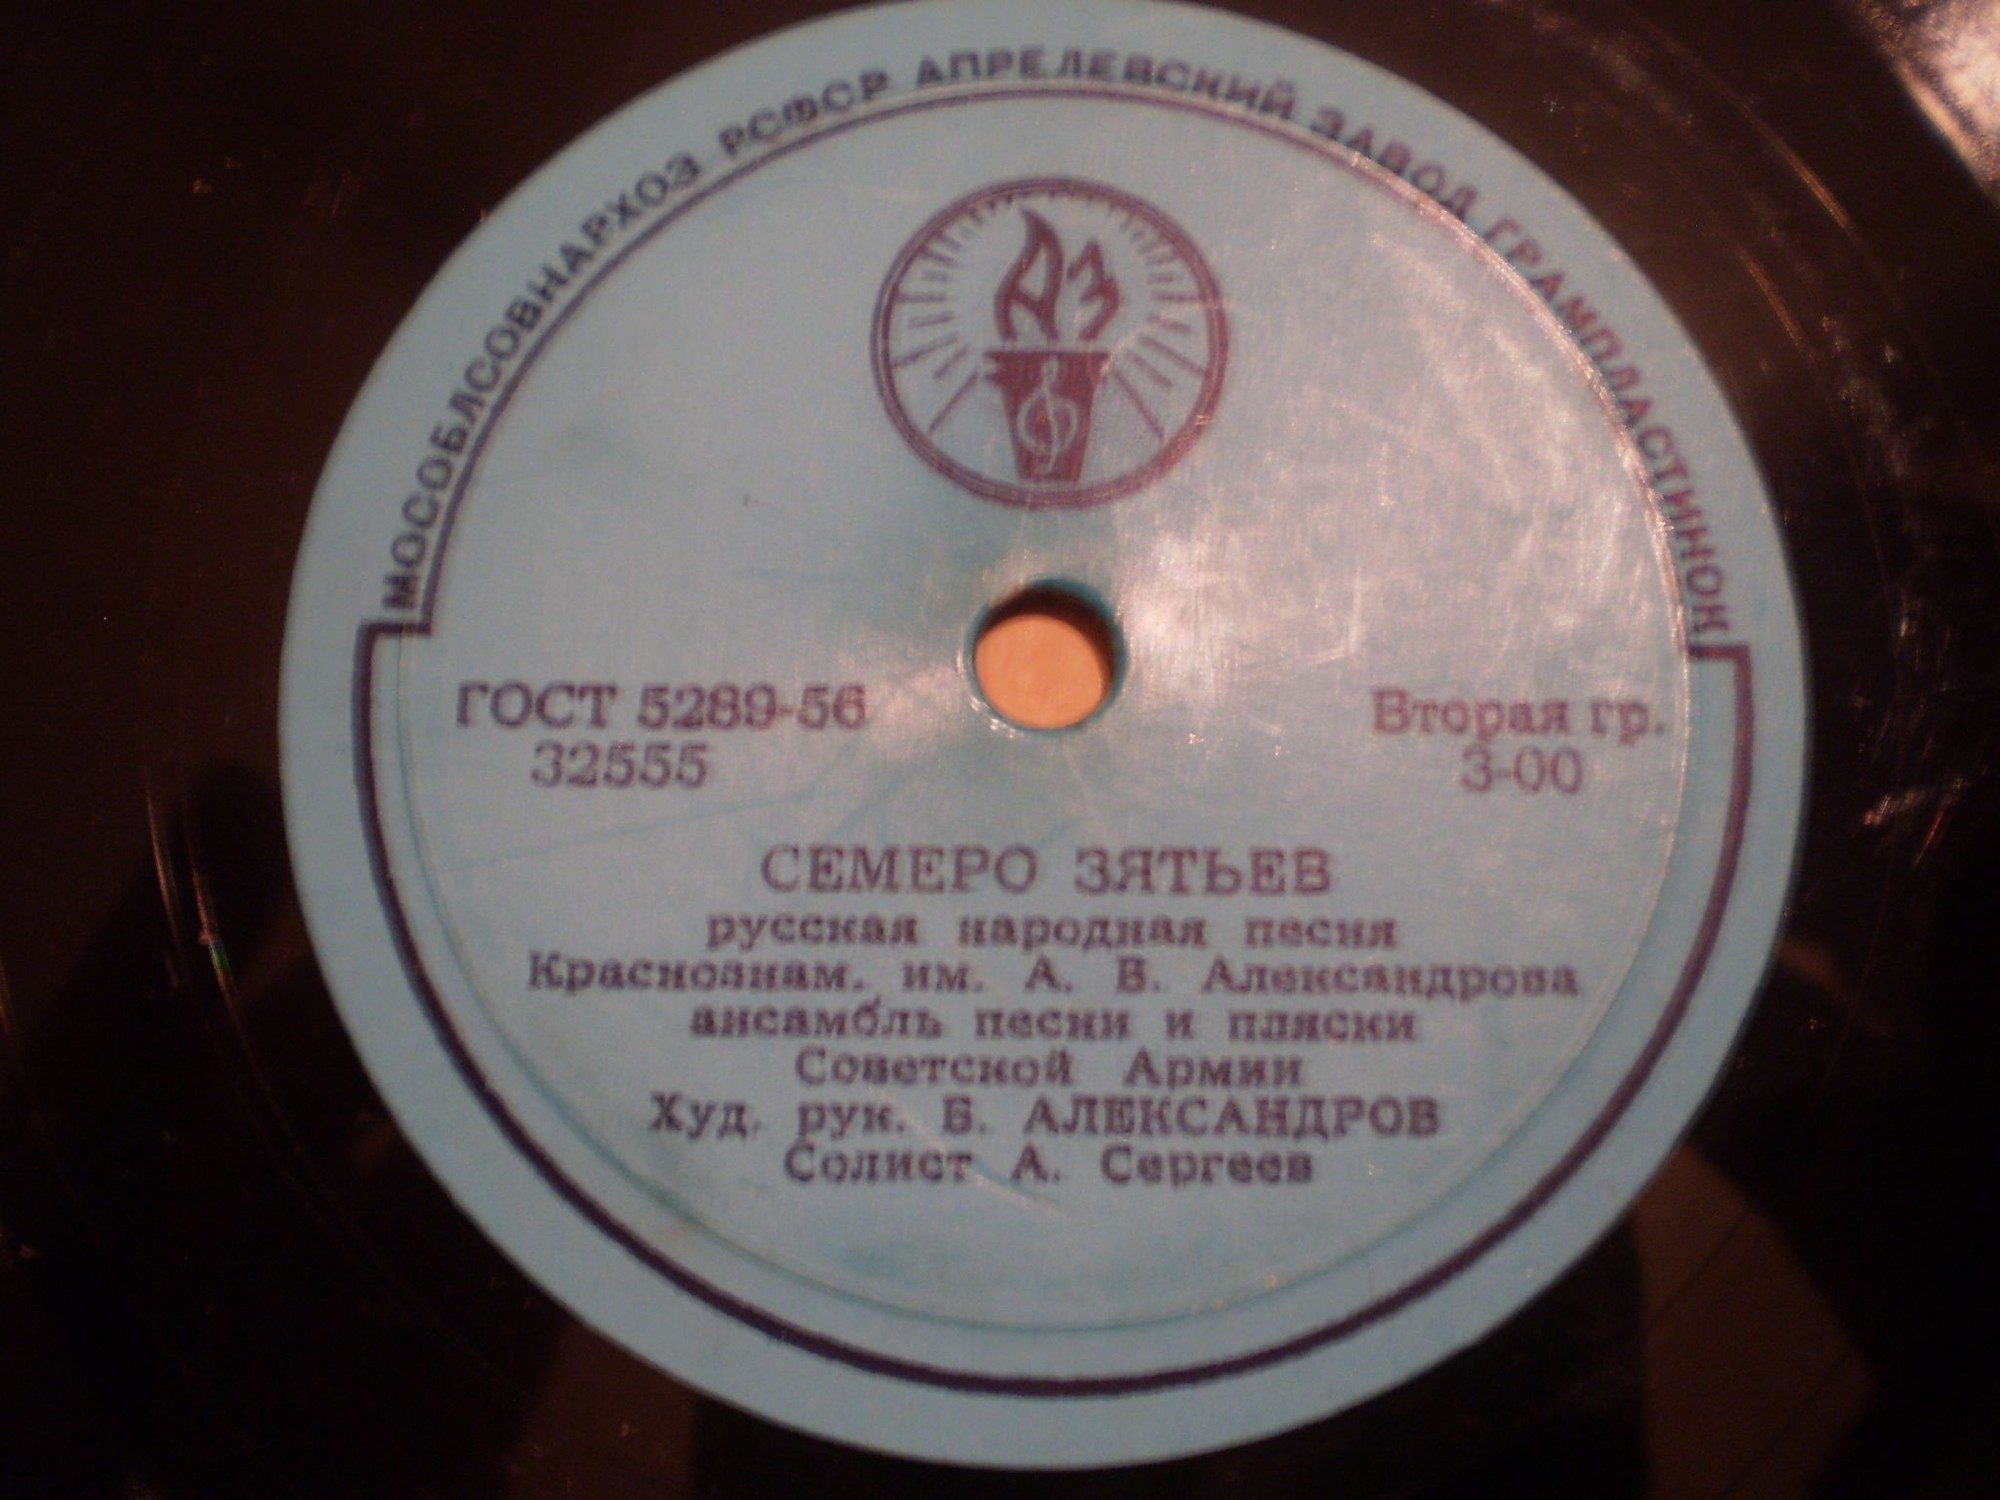 МОСОБЛСОВНАРХОЗ РСФСР АПРЕЛЕВСКИЙ ЗАВОД ГРАМПЛАСТИНОК
АЗ
ГОСТ 5289-56
32555
Вторая гр.
3-00
СЕМЕРО ЗЯТЬЕВ
русская народная песня
Краснознам. им. А. В. Александрова
ансамбль песни и пляски
Советской Армии
Худ. рук. Б. АЛЕКСАНДРОВ
Солист А. Сергеев